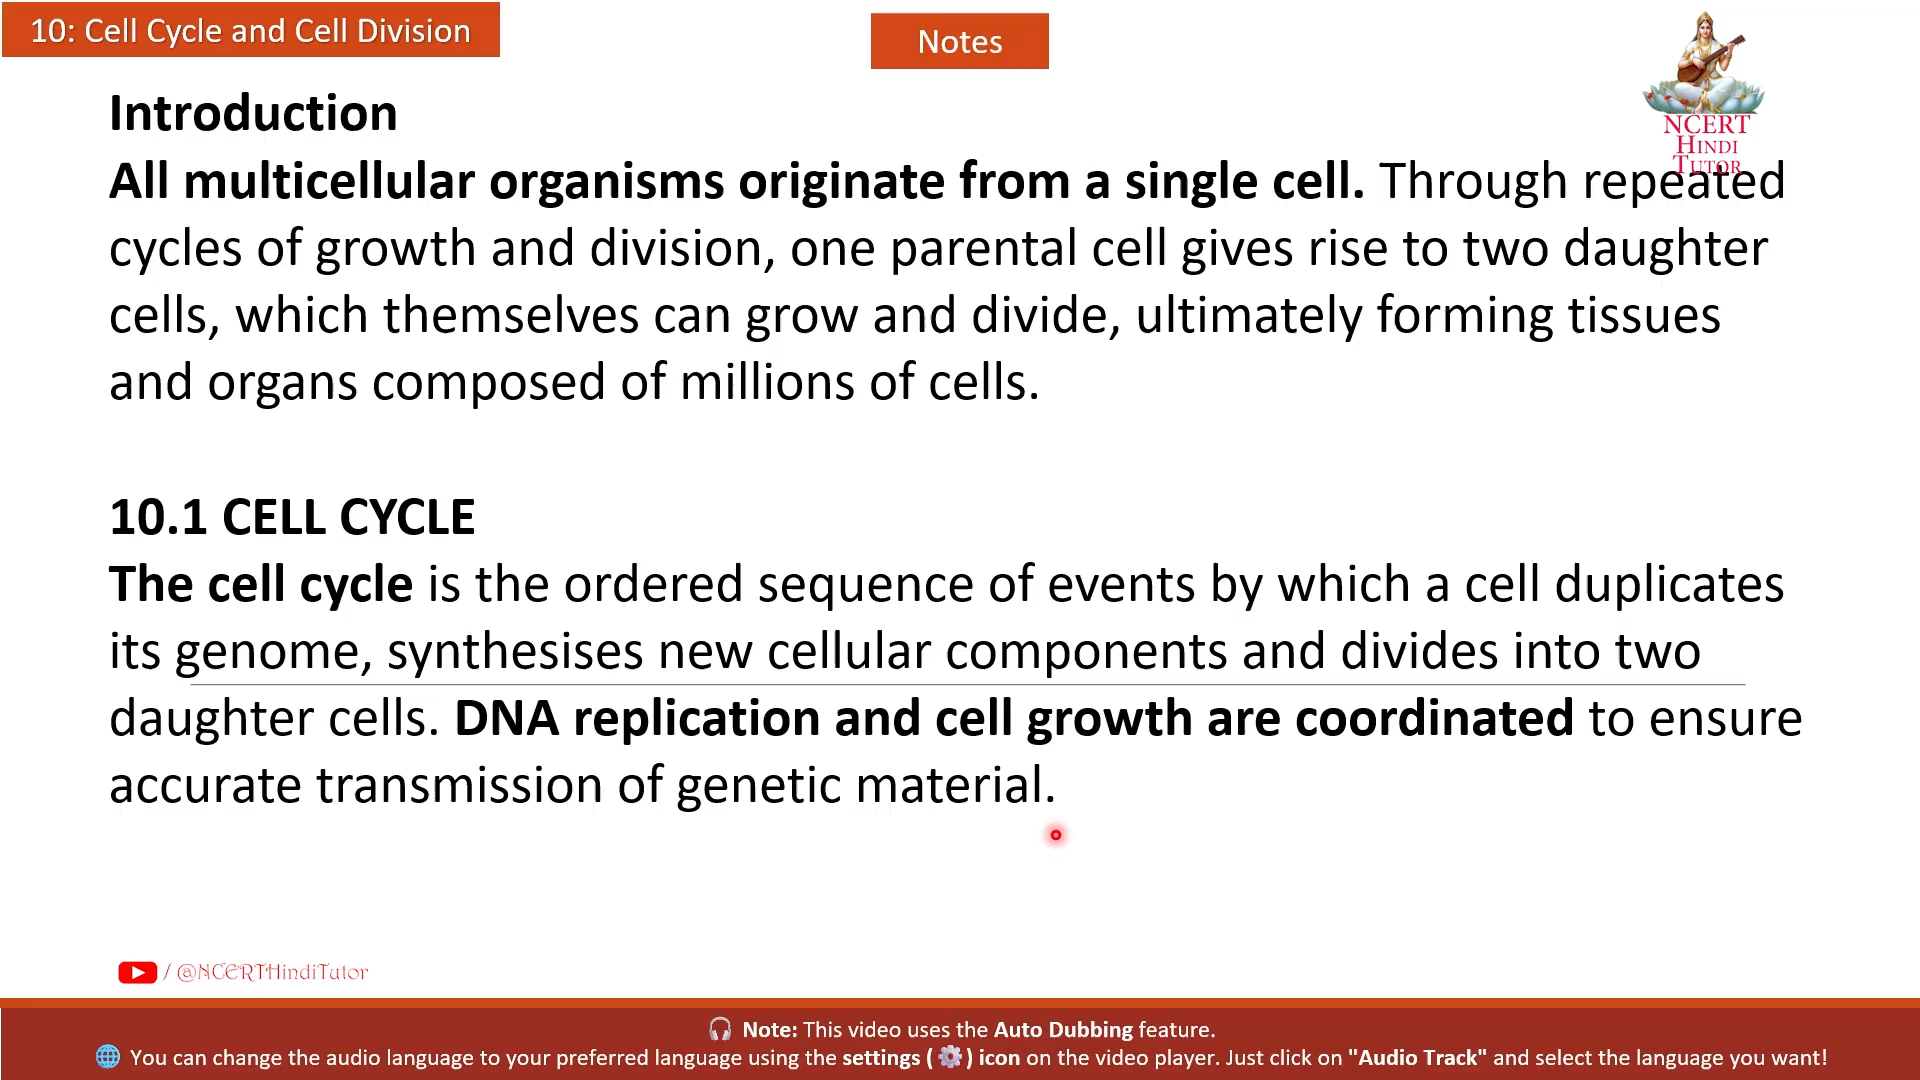 10: Cell Cycle and Cell Division
Notes
NCERT
HINDI
TUTOR
Introduction
All multicellular organisms originate from a single cell. Through repeated
cycles of growth and division, one parental cell gives rise to two daughter
cells, which themselves can grow and divide, ultimately forming tissues
and organs composed of millions of cells.
10.1 CELL CYCLE
The cell cycle is the ordered sequence of events by which a cell duplicates
its genome, synthesises new cellular components and divides into two
daughter cells. DNA replication and cell growth are coordinated to ensure
accurate transmission of genetic material.
/ @NCERTHindiTutor
Note: This video uses the Auto Dubbing feature.
You can change the audio language to your preferred language using the settings ( ⚙️ ) icon on the video player. Just click on "Audio Track" and select the language you want!